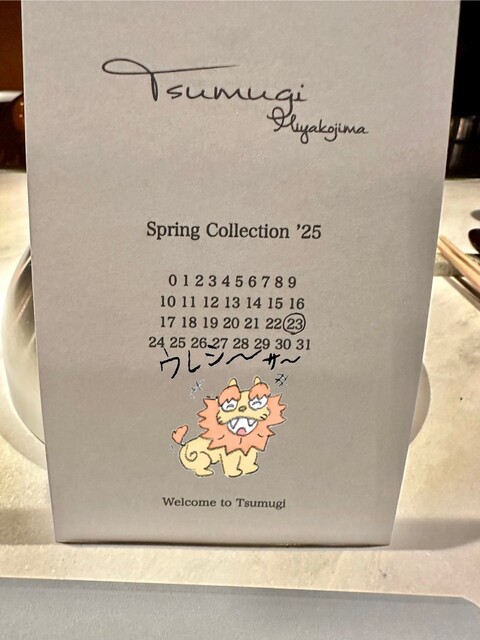 Tsumugi
Miyakojima
Spring Collection ’25
0 1 2 3 4 5 6 7 8 9
10 11 12 13 14 15 16
17 18 19 20 21 22 23
24 25 26 27 28 29 30 31
ウレシ〜サ〜
Welcome to Tsumugi